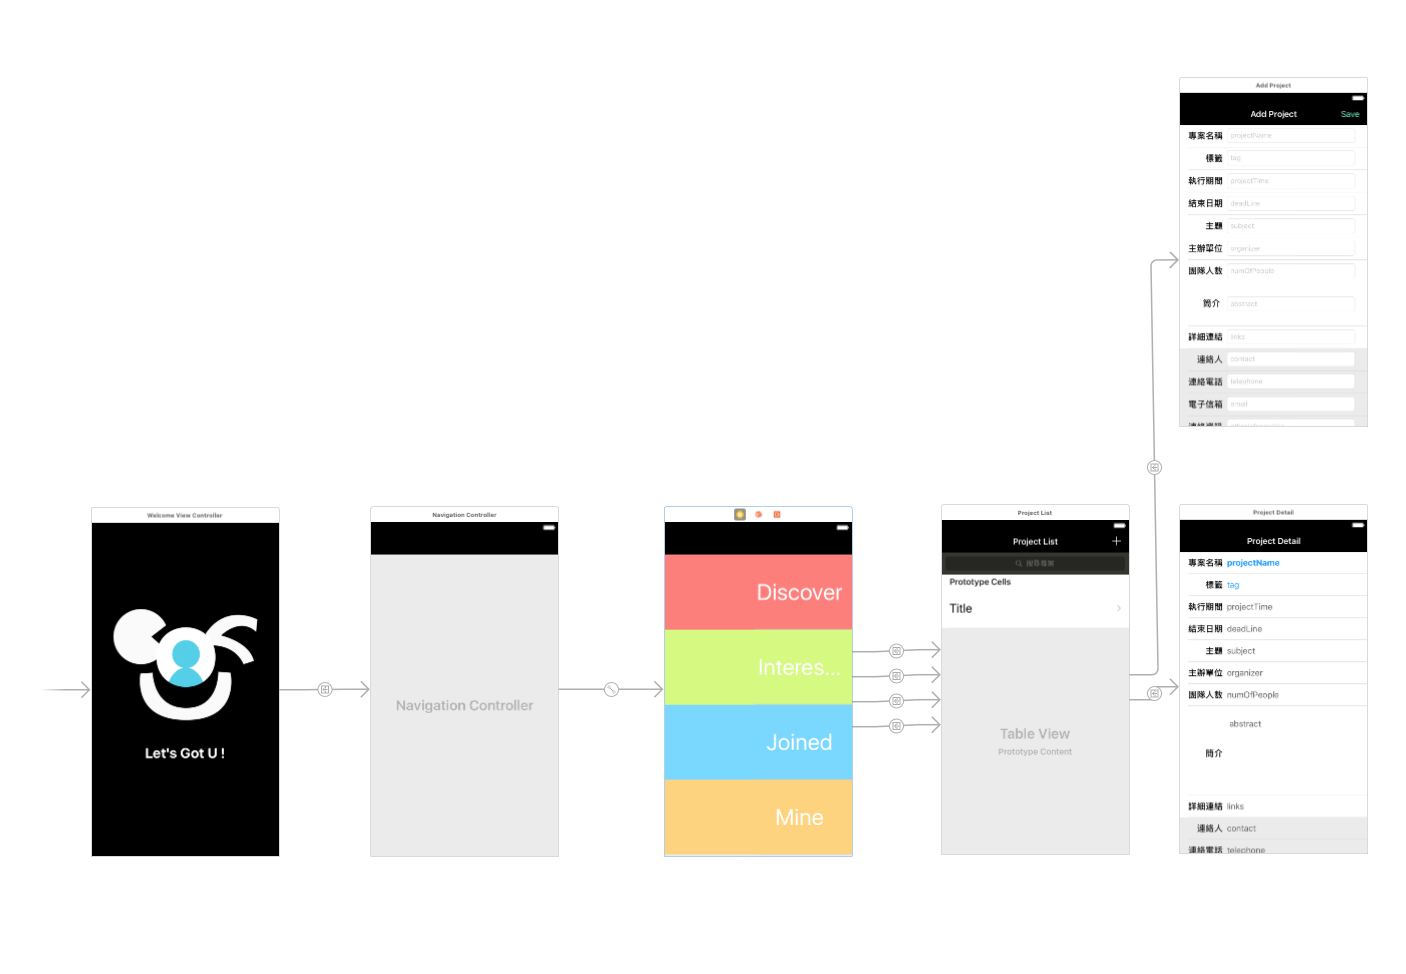 Add Project
Add Project
Save
專案名稱 projectName
標籤 tag
執行期間 projectTime
結束日期 deadLine
主題 subject
主辦單位 organizer
團隊人數 numOfPeople
簡介 abstract
詳細連結 links
連絡人 contact
連絡電話 telephone
電子信箱 email
Welcome View Controller
Let's Got U !
Navigation Controller
Navigation Controller
Discover
Interes...
Joined
Mine
Project List
Project List
搜尋專案
Prototype Cells
Title
Table View
Prototype Content
Project Detail
Project Detail
專案名稱 projectName
標籤 tag
執行期間 projectTime
結束日期 deadLine
主題 subject
主辦單位 organizer
團隊人數 numOfPeople
abstract
簡介
詳細連結 links
連絡人 contact
連絡電話 telephone